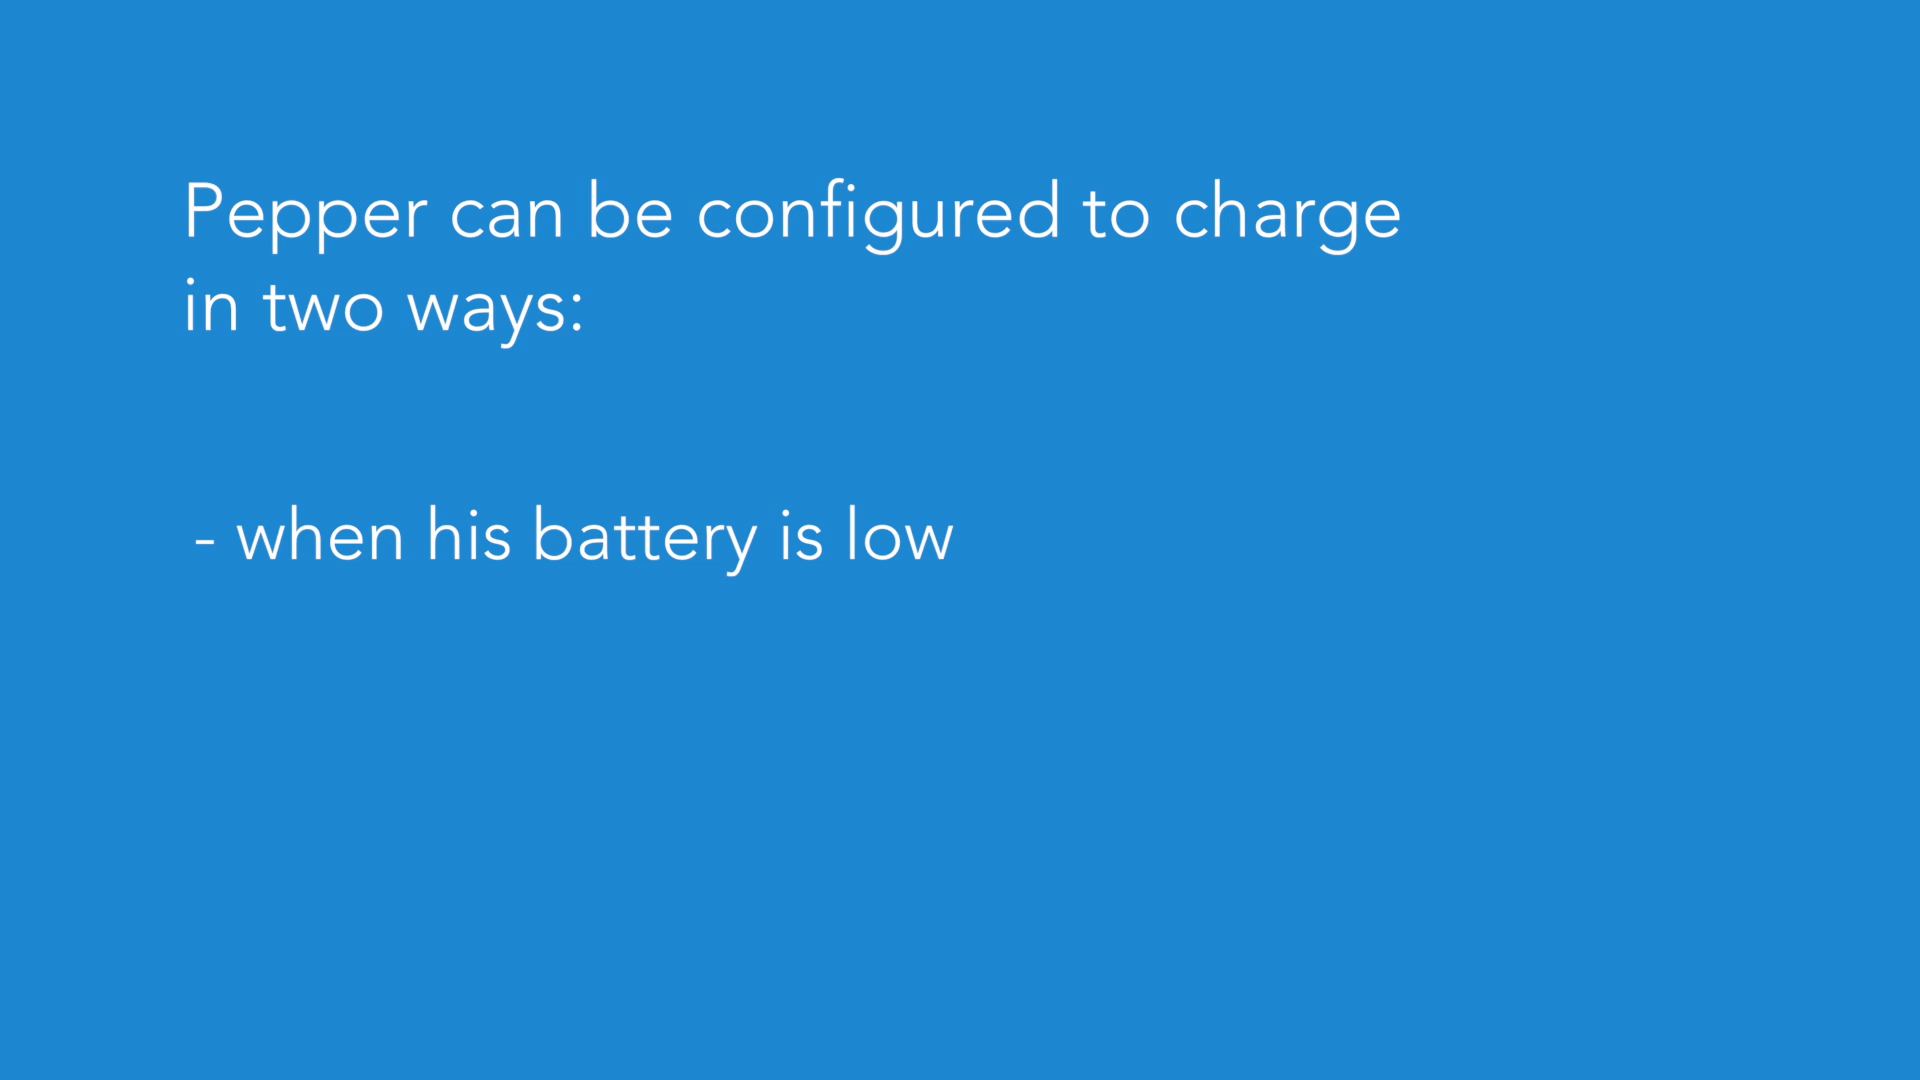 Pepper can be configured to charge
in two ways:
- when his battery is low